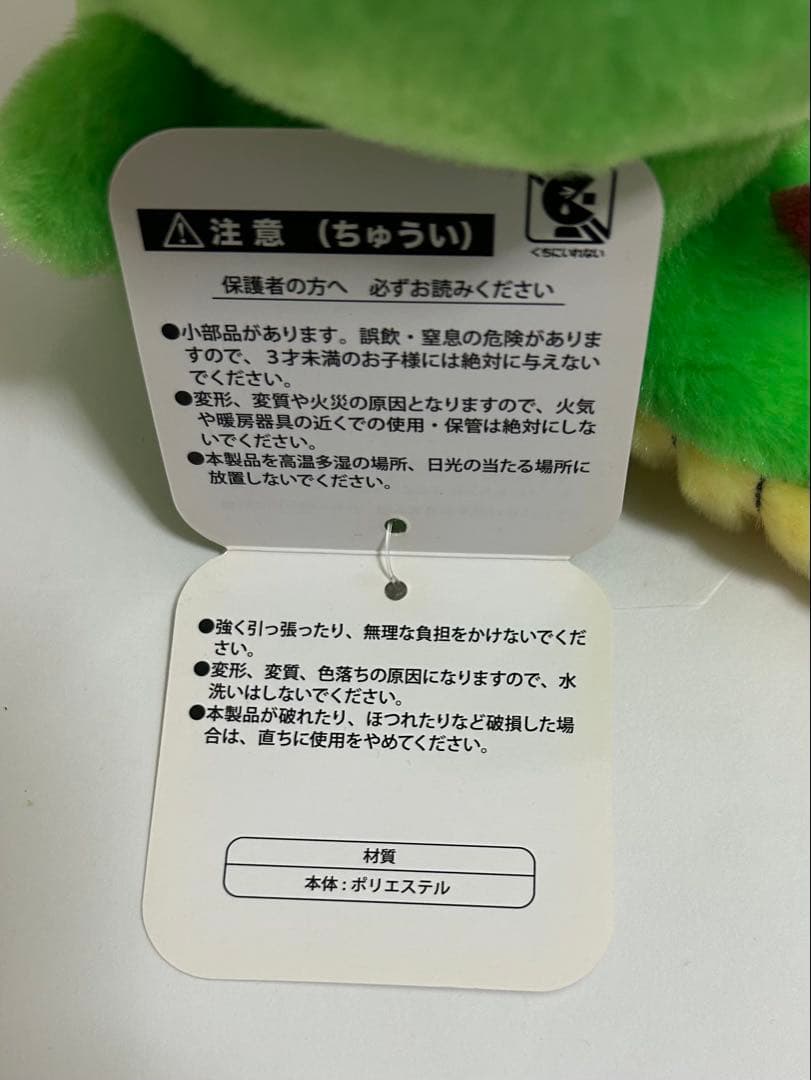 注意 (ちゅうい)
くちにいれない
保護者の方へ 必ずお読みください
●小部品があります。誤飲・窒息の危険がありま
すので、3才未満のお子様には絶対に与えない
でください。
●変形、変質や火災の原因となりますので、火気
や暖房器具の近くでの使用・保管は絶対にしな
いでください。
●本製品を高温多湿の場所、日光の当たる場所に
放置しないでください。
●強く引っ張ったり、無理な負担をかけないでくだ
さい。
●変形、変質、色落ちの原因になりますので、水
洗いはしないでください。
●本製品が破れたり、ほつれたりなど破損した場
合は、直ちに使用をやめてください。
材質
本体:ポリエステル